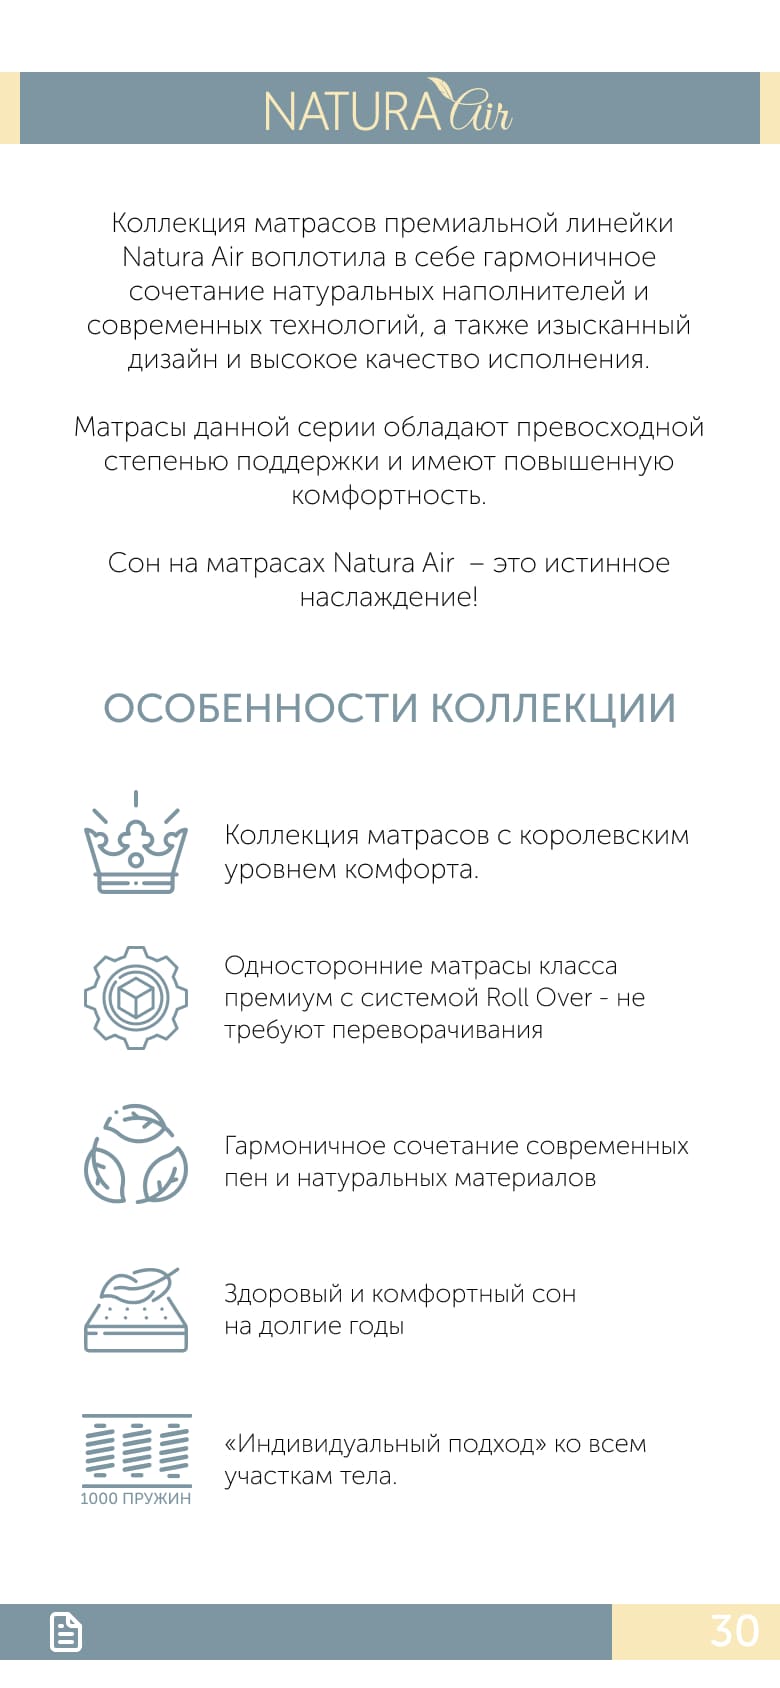 NATURA Air
Коллекция матрасов премиальной линейки
Natura Air воплотила в себе гармоничное
сочетание натуральных наполнителей и
современных технологий, а также изысканный
дизайн и высокое качество исполнения.
Матрасы данной серии обладают превосходной
степенью поддержки и имеют повышенную
комфортность.
Сон на матрасах Natura Air – это истинное
наслаждение!
ОСОБЕННОСТИ КОЛЛЕКЦИИ
Коллекция матрасов с королевским
уровнем комфорта.
Односторонние матрасы класса
премиум с системой Roll Over - не
требуют переворачивания
Гармоничное сочетание современных
пен и натуральных материалов
Здоровый и комфортный сон
на долгие годы
«Индивидуальный подход» ко всем
участкам тела.
1000 ПРУЖИН
30